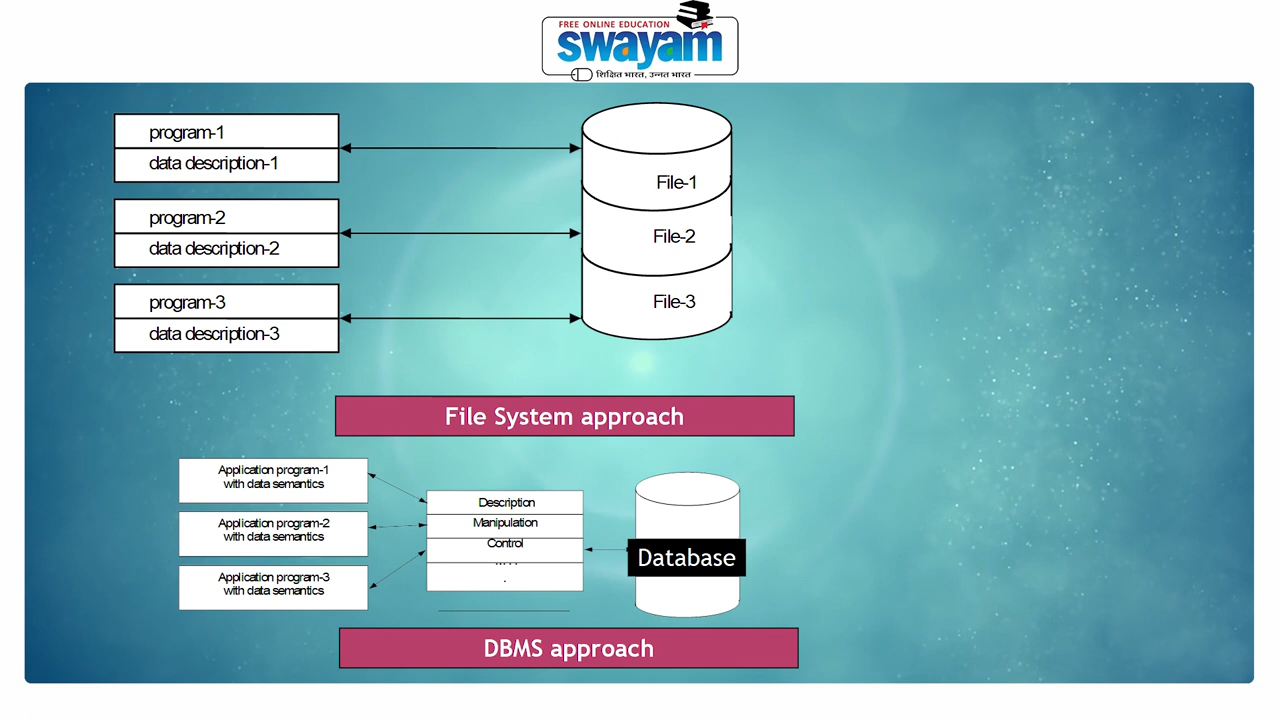 FREE ONLINE EDUCATION
swayam
शिक्षित भारत, उन्नत भारत
program-1
data description-1
program-2
data description-2
program-3
data description-3
File-1
File-2
File-3
File System approach
Application program-1
with data semantics
Application program-2
with data semantics
Application program-3
with data semantics
Description
Manipulation
Control
.....
.
Database
DBMS approach